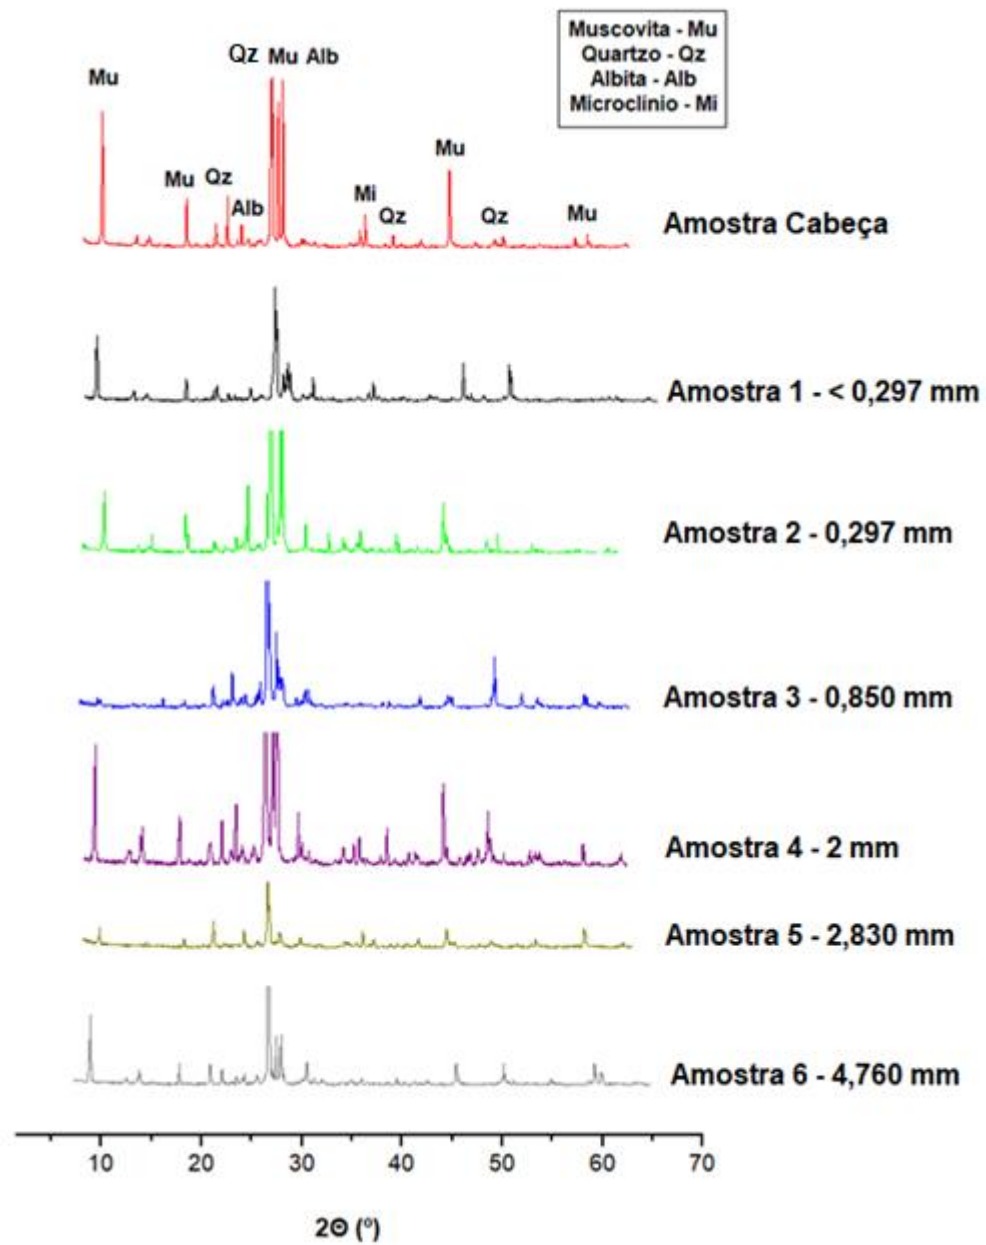 Muscovita - Mu
Quartzo - Qz
Albita - Alb
Microclínio - Mi
Qz Mu Alb
Mu
Mu
Mu Qz
Alb
Mi
Qz
Qz
Mu
Amostra Cabeça
Amostra 1 - < 0,297 mm
Amostra 2 - 0,297 mm
Amostra 3 - 0,850 mm
Amostra 4 - 2 mm
Amostra 5 - 2,830 mm
Amostra 6 - 4,760 mm
10 20 30 40 50 60 70
2Θ (º)